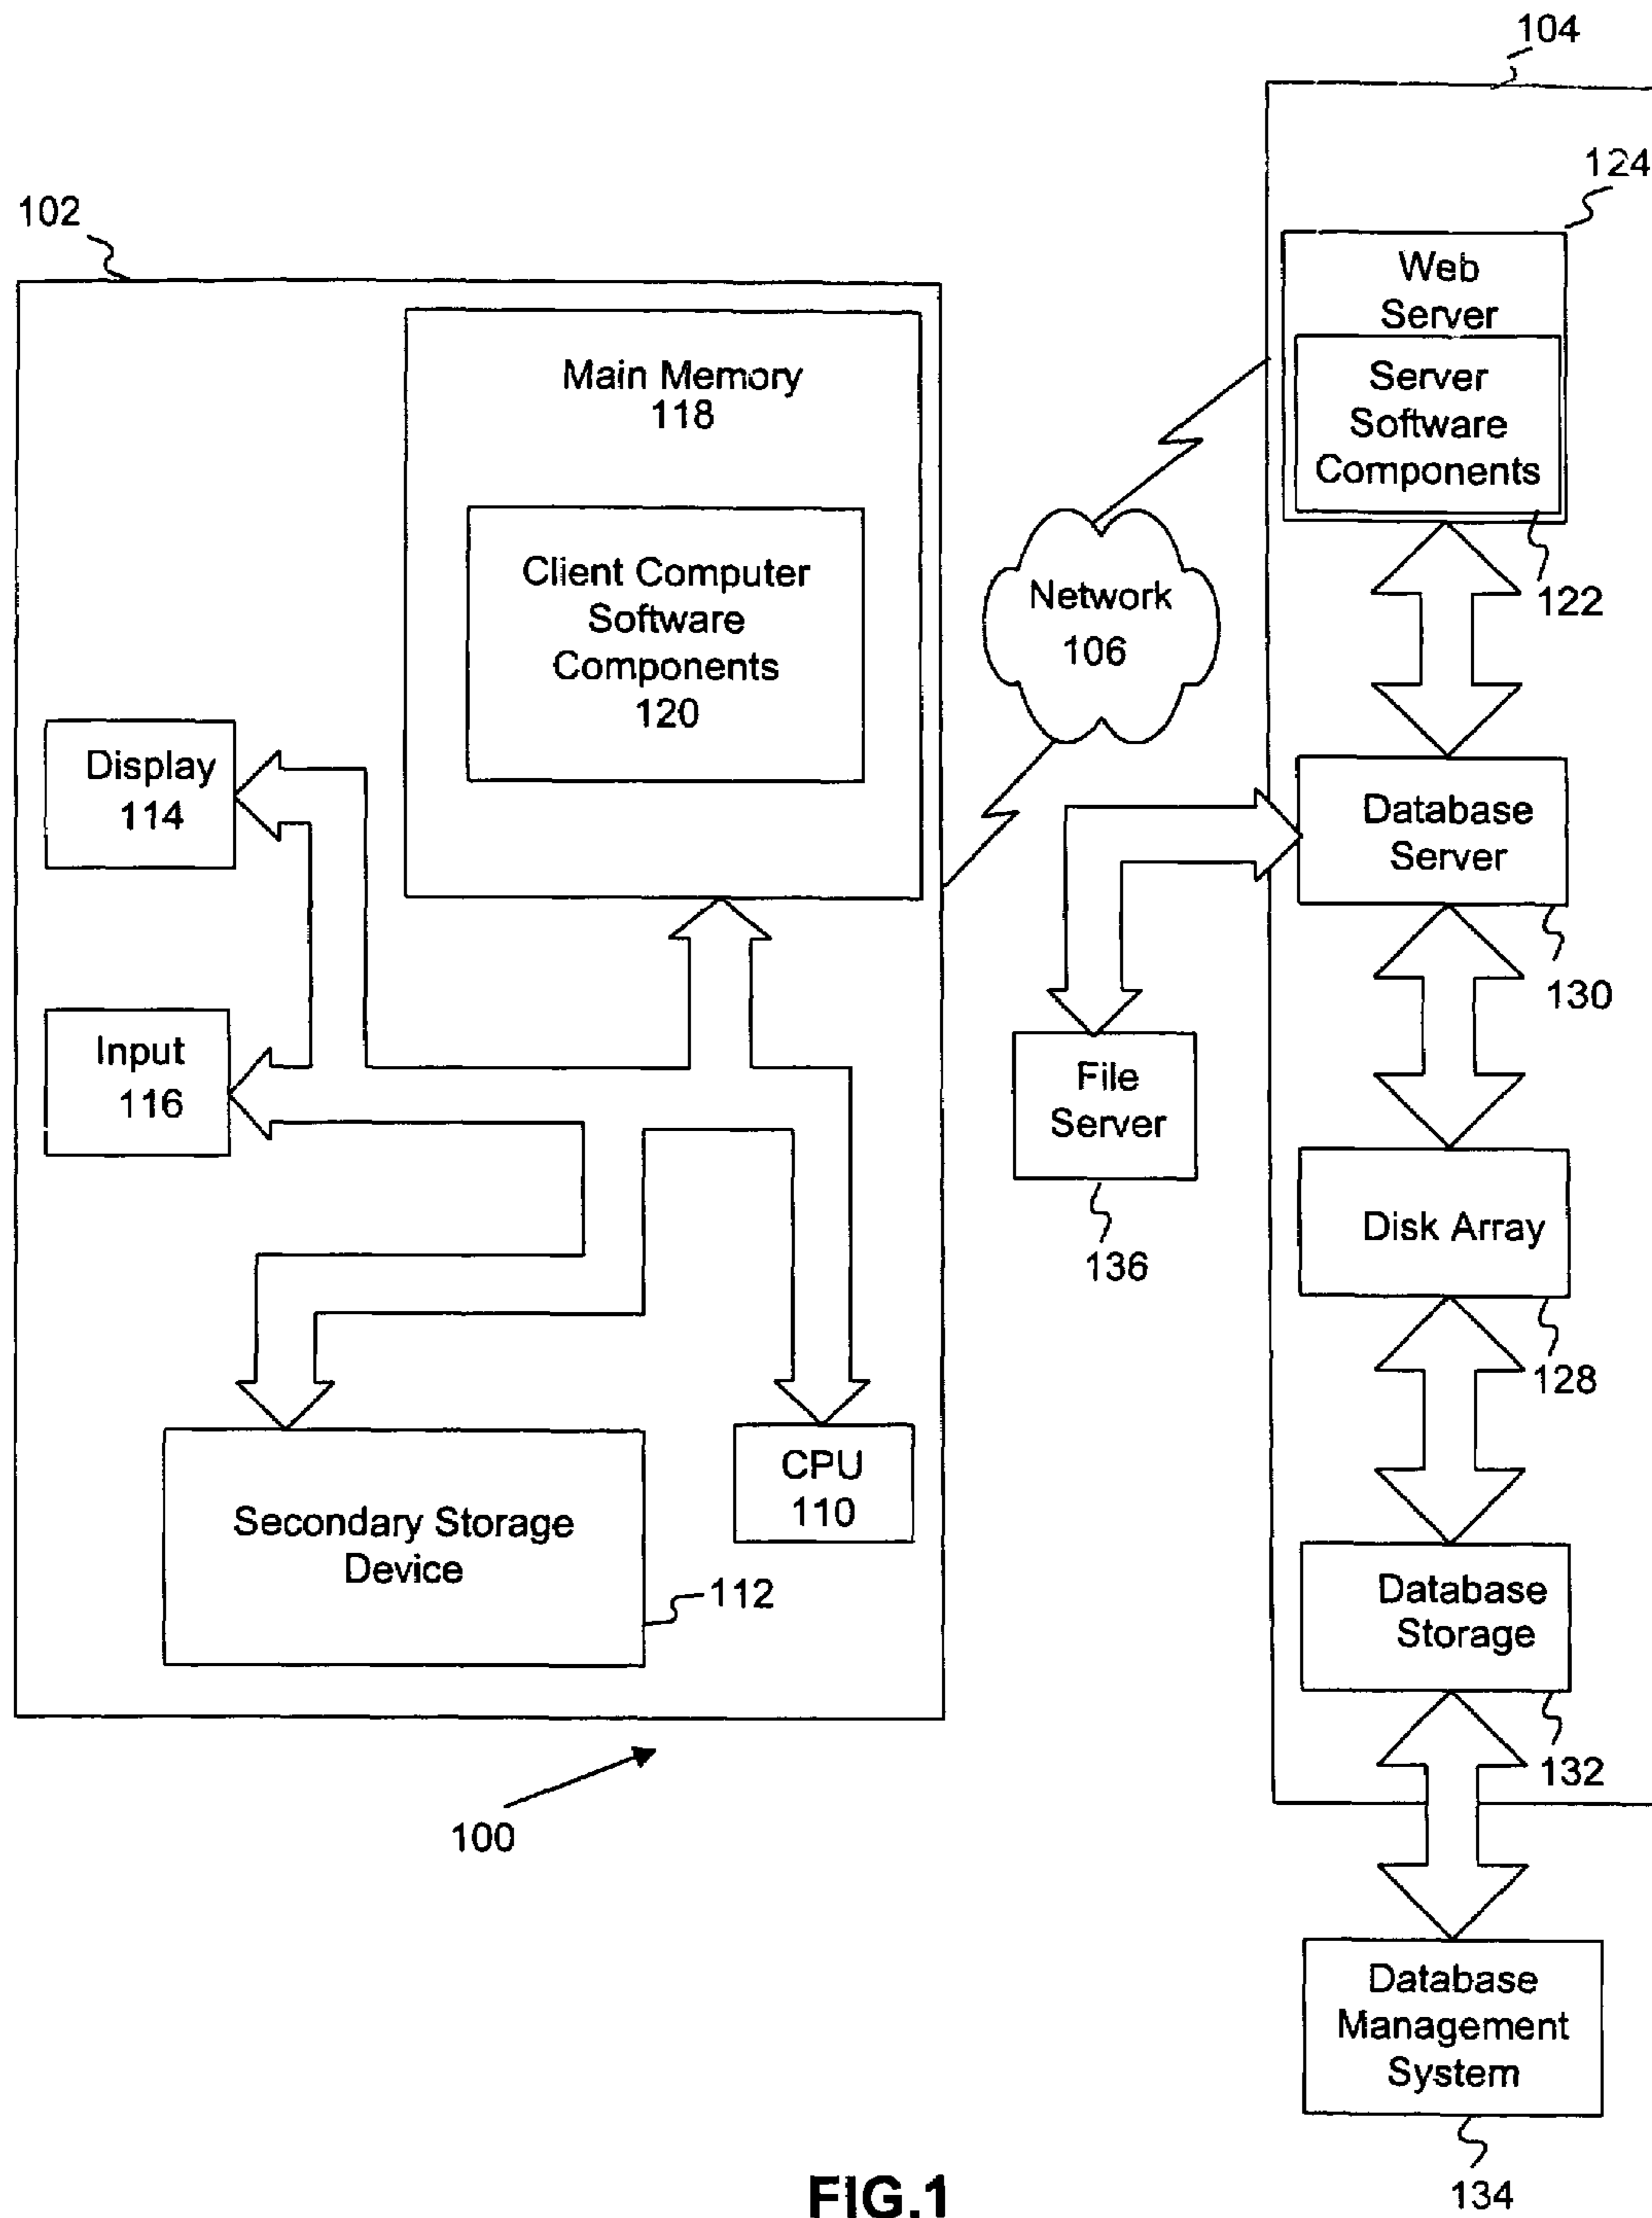 104
124
102
Web
Server
Server
Software
Components
122
Main Memory
118
Client Computer
Software
Components
120
Network
106
Display
114
Database
Server
130
Input
116
File
Server
136
Disk Array
128
CPU
110
Secondary Storage
Device
112
Database
Storage
132
100
Database
Management
System
134
FIG.1